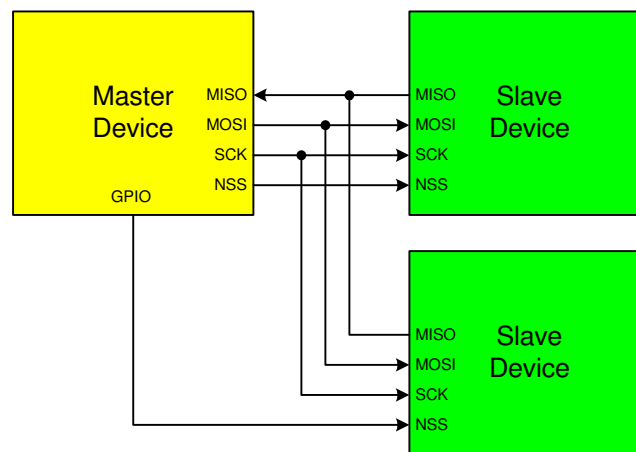 Master
Device
MISO
MOSI
SCK
NSS
GPIO
MISO
MOSI
SCK
NSS
Slave
Device
MISO
MOSI
SCK
NSS
Slave
Device